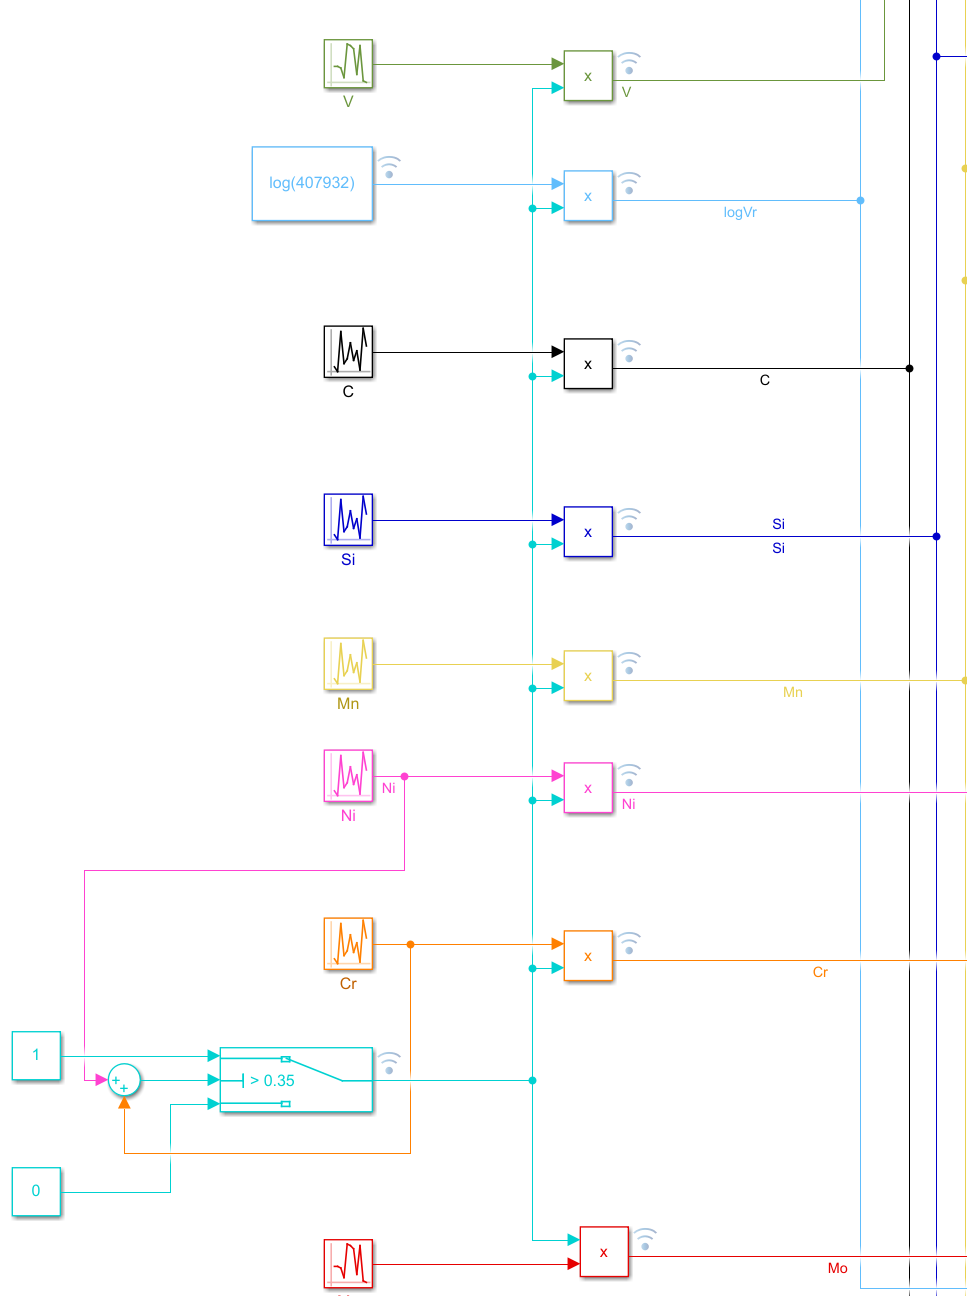 x
V
V
log(407932)
x
logVr
x
C
C
x
Si
Si
Si
x
Mn
Mn
x
Ni
Ni
Ni
x
Cr
Cr
1
> 0.35
+
+
0
x
Mo